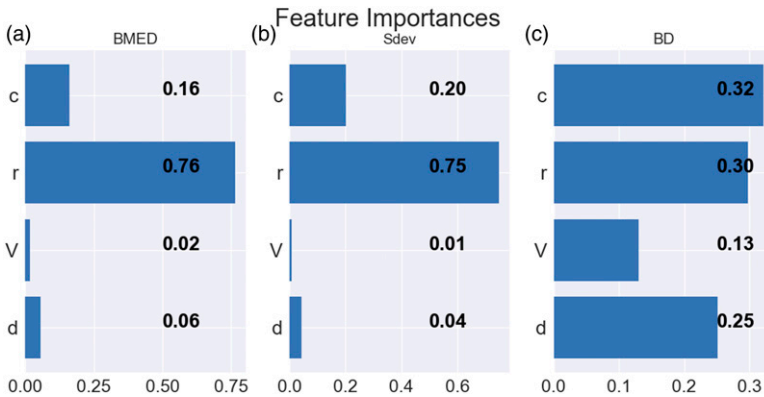 Feature Importances
(a) BMED
c 0.16
r 0.76
V 0.02
d 0.06
0.00 0.25 0.50 0.75
(b) Sdev
c 0.20
r 0.75
V 0.01
d 0.04
0.0 0.2 0.4 0.6
(c) BD
c 0.32
r 0.30
V 0.13
d 0.25
0.0 0.1 0.2 0.3